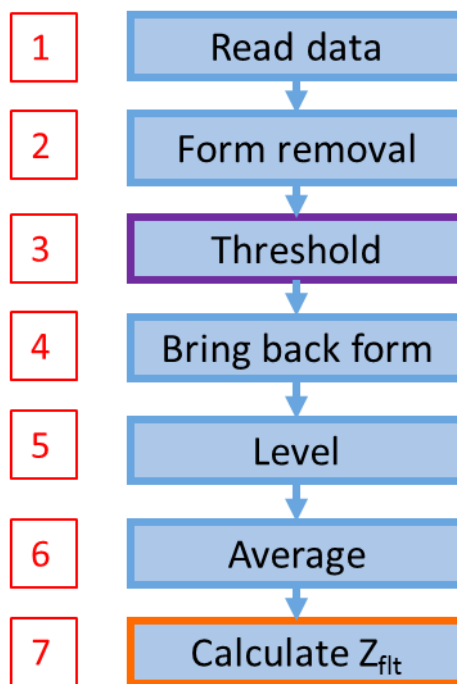 1 Read data
2 Form removal
3 Threshold
4 Bring back form
5 Level
6 Average
7 Calculate Z_flt